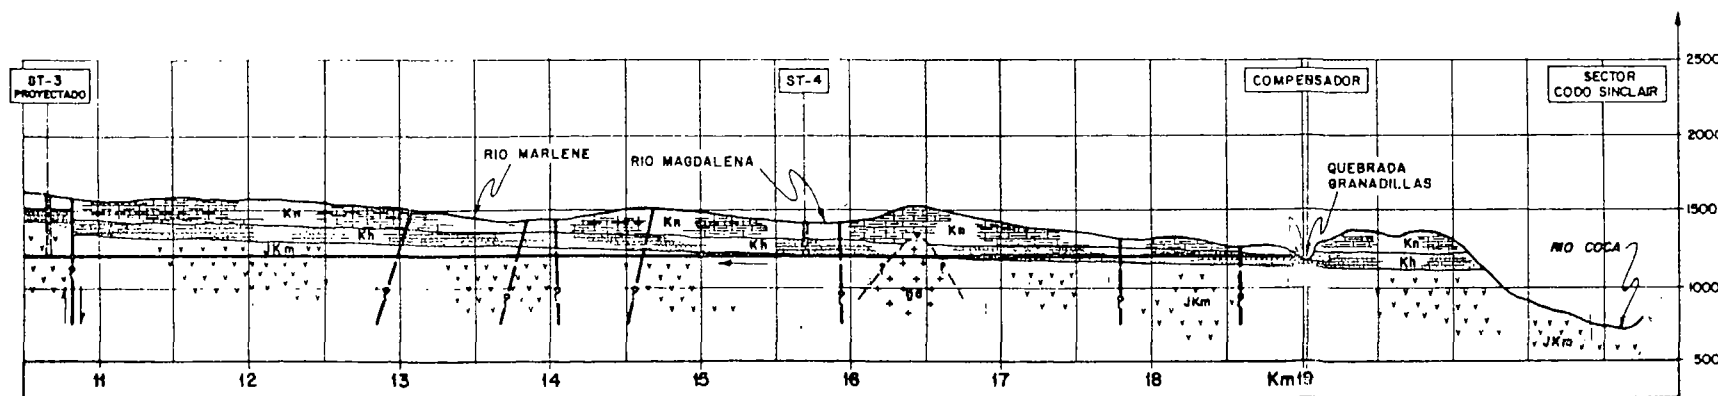 ST-3
PROYECTADO
ST-4
COMPENSADOR
SECTOR
CODO SINCLAIR
2500
2000
1500
1000
500
RIO MARLENE
RIO MAGDALENA
QUEBRADA
GRANADILLAS
RIO COCA
Kn
Kh
JKm
Kn
Kn
Kh
Kn
gd
JKm
Kn
Kh
JKm
11
12
13
14
15
16
17
18
Km19